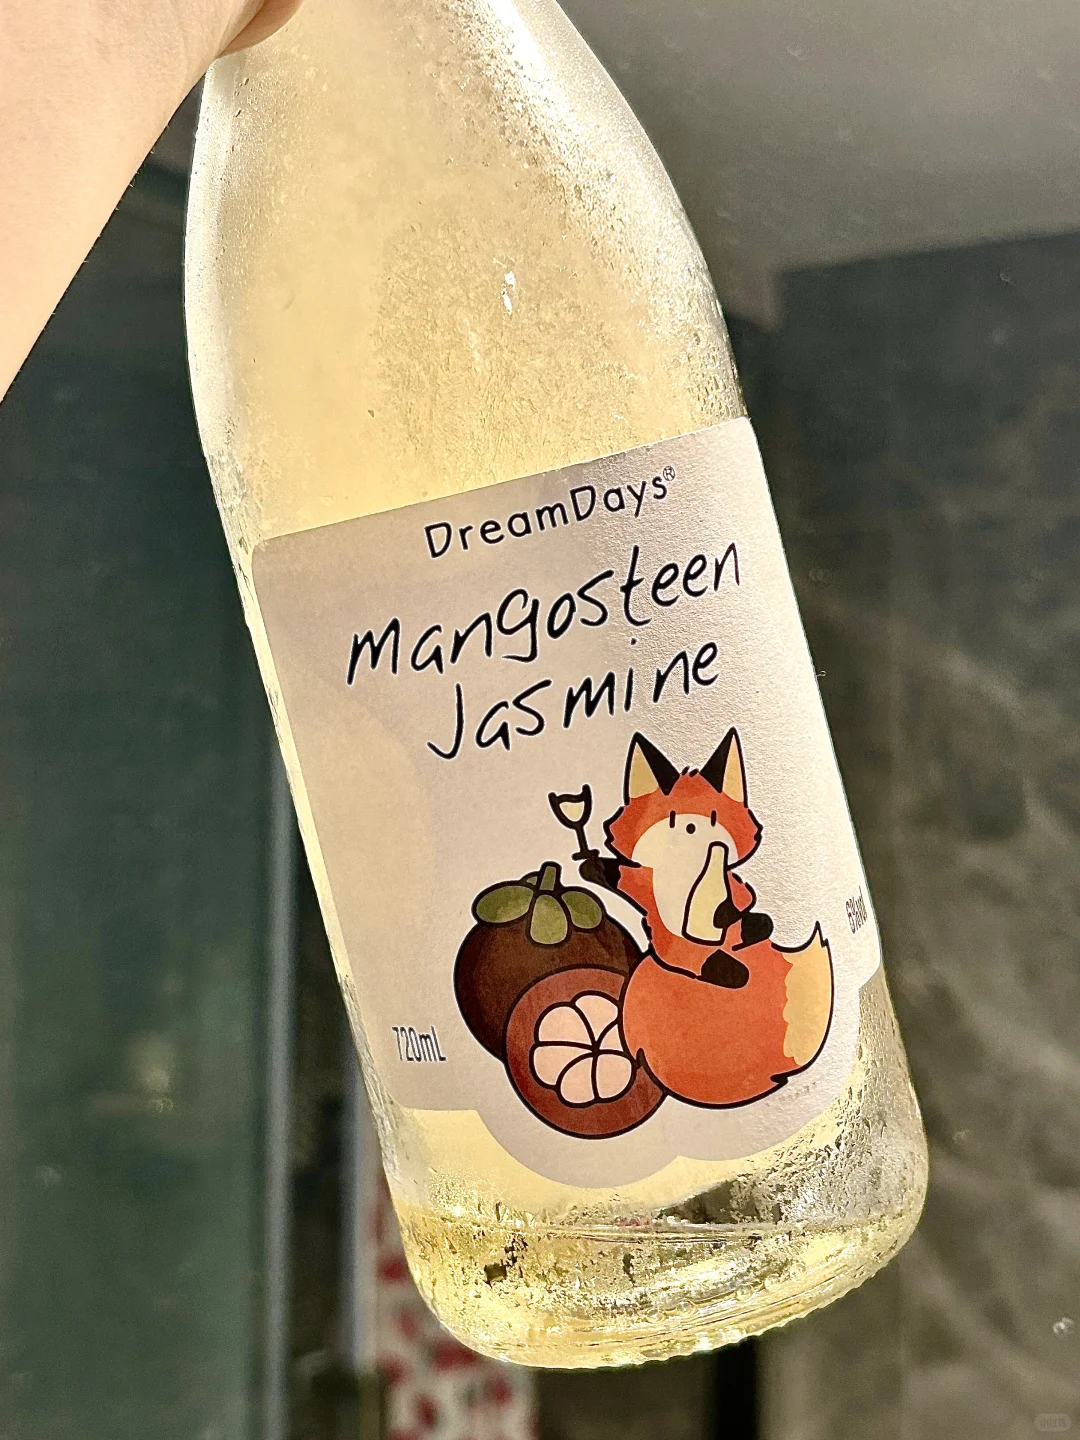 DreamDays®
Mangosteen
Jasmine
6%vol
720mL